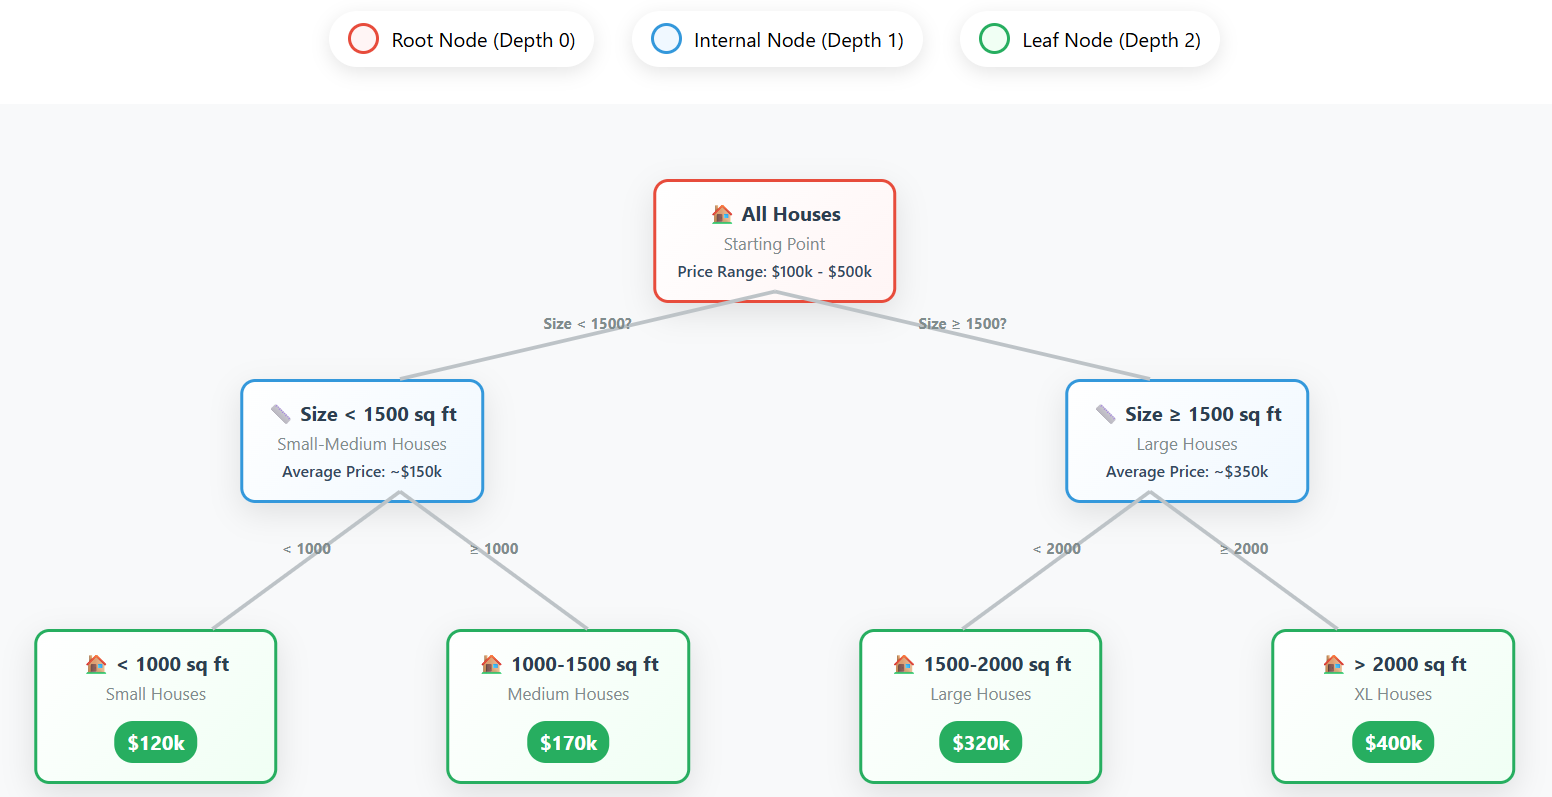 Root Node (Depth 0)
Internal Node (Depth 1)
Leaf Node (Depth 2)
All Houses
Starting Point
Price Range: $100k - $500k
Size < 1500?
Size ≥ 1500?
Size < 1500 sq ft
Small-Medium Houses
Average Price: ~$150k
Size ≥ 1500 sq ft
Large Houses
Average Price: ~$350k
< 1000
≥ 1000
< 2000
≥ 2000
< 1000 sq ft
Small Houses
$120k
1000-1500 sq ft
Medium Houses
$170k
1500-2000 sq ft
Large Houses
$320k
> 2000 sq ft
XL Houses
$400k